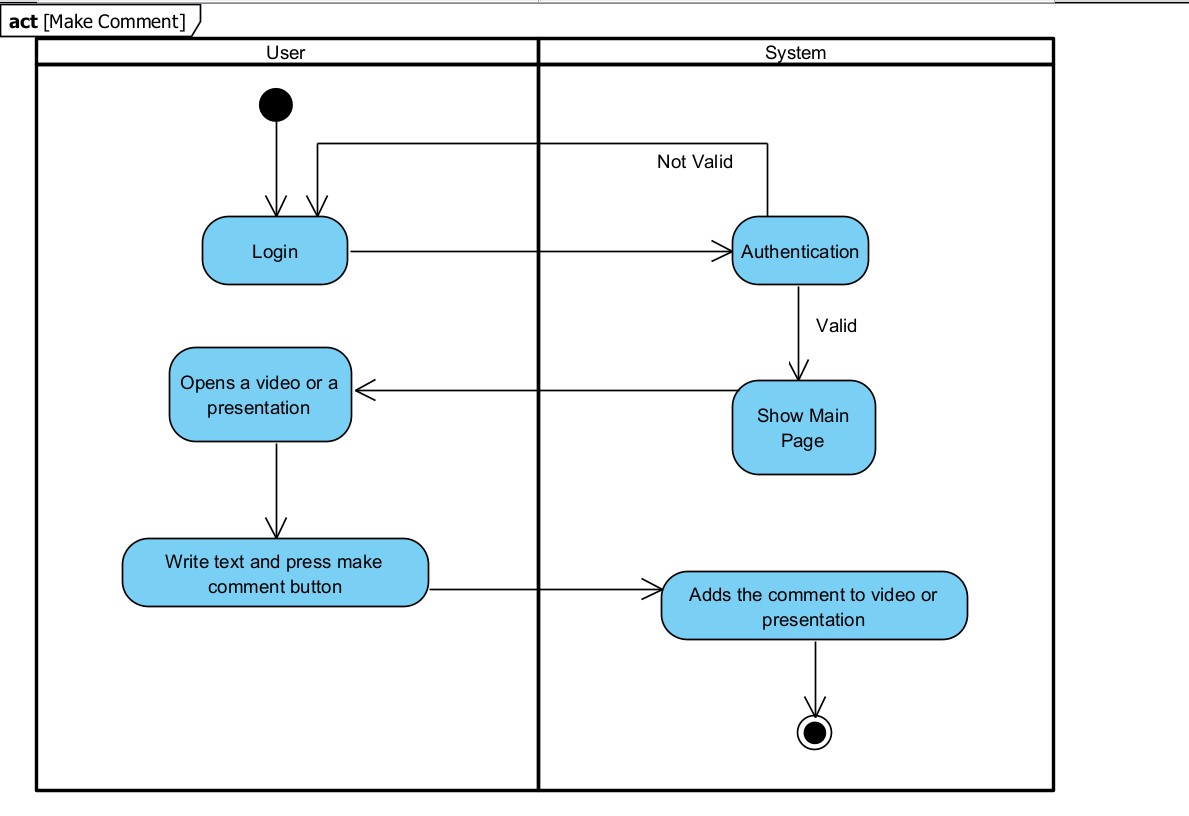 act [Make Comment]
User
System
Not Valid
Login
Authentication
Valid
Opens a video or a
presentation
Show Main
Page
Write text and press make
comment button
Adds the comment to video or
presentation